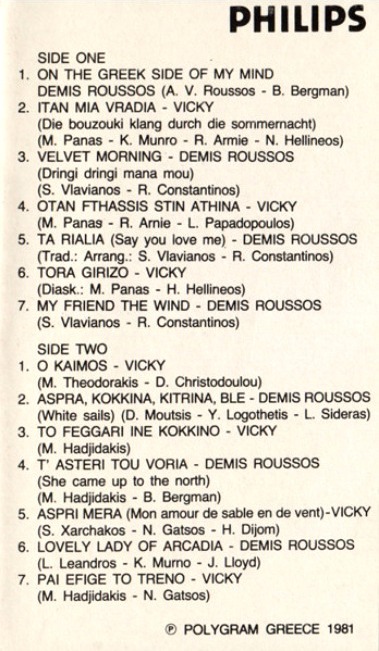 PHILIPS
SIDE ONE
1. ON THE GREEK SIDE OF MY MIND
DEMIS ROUSSOS (A. V. Roussos - B. Bergman)
2. ITAN MIA VRADIA - VICKY
(Die bouzouki klang durch die sommernacht)
(M. Panas - K. Munro - R. Armie - N. Hellineos)
3. VELVET MORNING - DEMIS ROUSSOS
(Dringi dringi mana mou)
(S. Vlavianos - R. Constantinos)
4. OTAN FTHASSIS STIN ATHINA - VICKY
(M. Panas - R. Arnie - L. Papadopoulos)
5. TA RIALIA (Say you love me) - DEMIS ROUSSOS
(Trad.: Arrang.: S. Vlavianos - R. Constantinos)
6. TORA GIRIZO - VICKY
(Diask.: M. Panas - H. Hellineos)
7. MY FRIEND THE WIND - DEMIS ROUSSOS
(S. Vlavianos - R. Constantinos)
SIDE TWO
1. O KAIMOS - VICKY
(M. Theodorakis - D. Christodoulou)
2. ASPRA, KOKKINA, KITRINA, BLE - DEMIS ROUSSOS
(White sails) (D. Moutsis - Y. Logothetis - L. Sideras)
3. TO FEGGARI INE KOKKINO - VICKY
(M. Hadjidakis)
4. T' ASTERI TOU VORIA - DEMIS ROUSSOS
(She came up to the north)
(M. Hadjidakis - B. Bergman)
5. ASPRI MERA (Mon amour de sable en de vent)-VICKY
(S. Xarchakos - N. Gatsos - H. Dijom)
6. LOVELY LADY OF ARCADIA - DEMIS ROUSSOS
(L. Leandros - K. Murno - J. Lloyd)
7. PAI EFIGE TO TRENO - VICKY
(M. Hadjidakis - N. Gatsos)
℗ POLYGRAM GREECE 1981